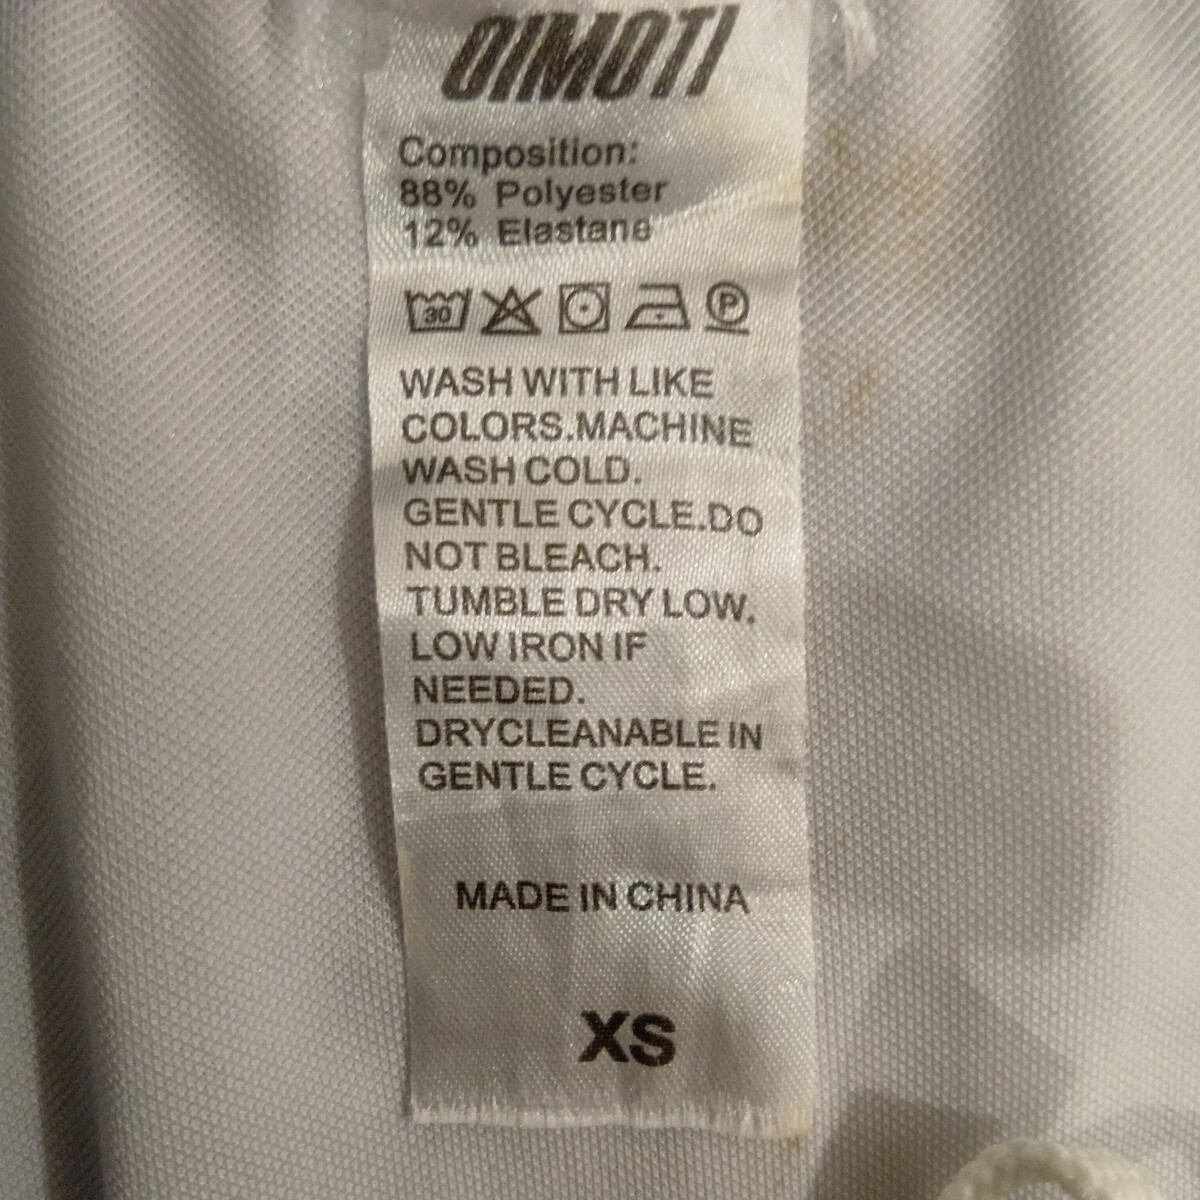 OIMOTI
Composition:
88% Polyester
12% Elastane
30 P
WASH WITH LIKE
COLORS.MACHINE
WASH COLD.
GENTLE CYCLE.DO
NOT BLEACH.
TUMBLE DRY LOW.
LOW IRON IF
NEEDED.
DRYCLEANABLE IN
GENTLE CYCLE.
MADE IN CHINA
XS